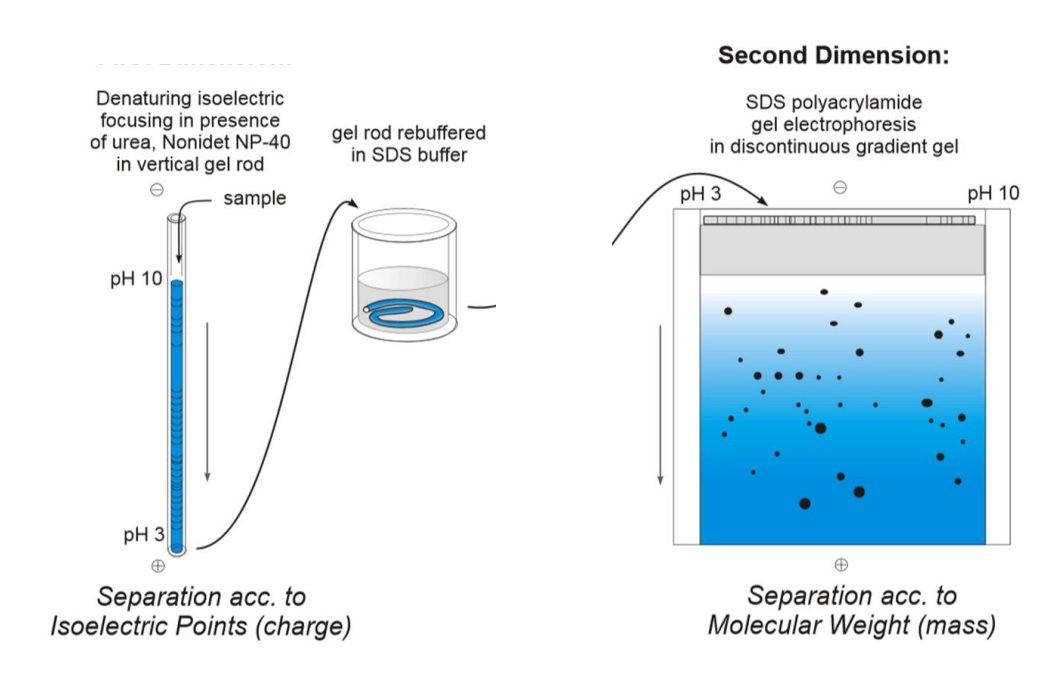 Denaturing isoelectric
focusing in presence
of urea, Nonidet NP-40
in vertical gel rod
⊖
sample
pH 10
pH 3
⊕
Separation acc. to
Isoelectric Points (charge)
gel rod rebuffered
in SDS buffer
Second Dimension:
SDS polyacrylamide
gel electrophoresis
in discontinuous gradient gel
pH 3
⊖
pH 10
⊕
Separation acc. to
Molecular Weight (mass)